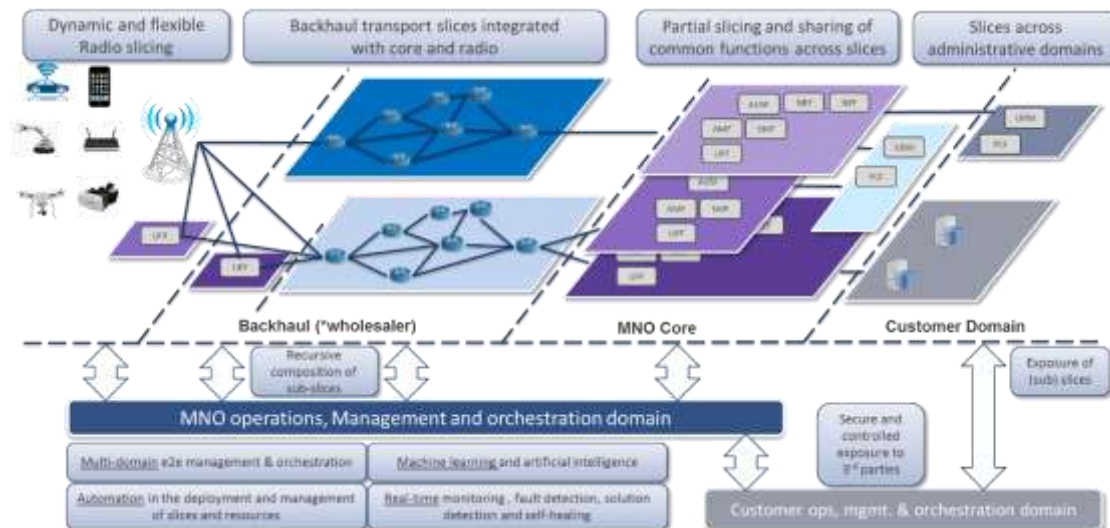 Dynamic and flexible
Radio slicing
Backhaul transport slices integrated
with core and radio
Partial slicing and sharing of
common functions across slices
Slices across
administrative domains
AMF
SMF
UPF
AMF
SMF
UPF
Backhaul (*wholesaler)
MNO Core
Customer Domain
Recursive
composition of
sub-slices
Exposure of
(sub) slices
MNO operations, Management and orchestration domain
Secure and
controlled
exposure to
3rd parties
Multi-domain e2e management & orchestration
Machine learning and artificial intelligence
Automation in the deployment and management
of slices and resources
Real-time monitoring , fault detection, solution
detection and self-healing
Customer ops, mgmt. & orchestration domain